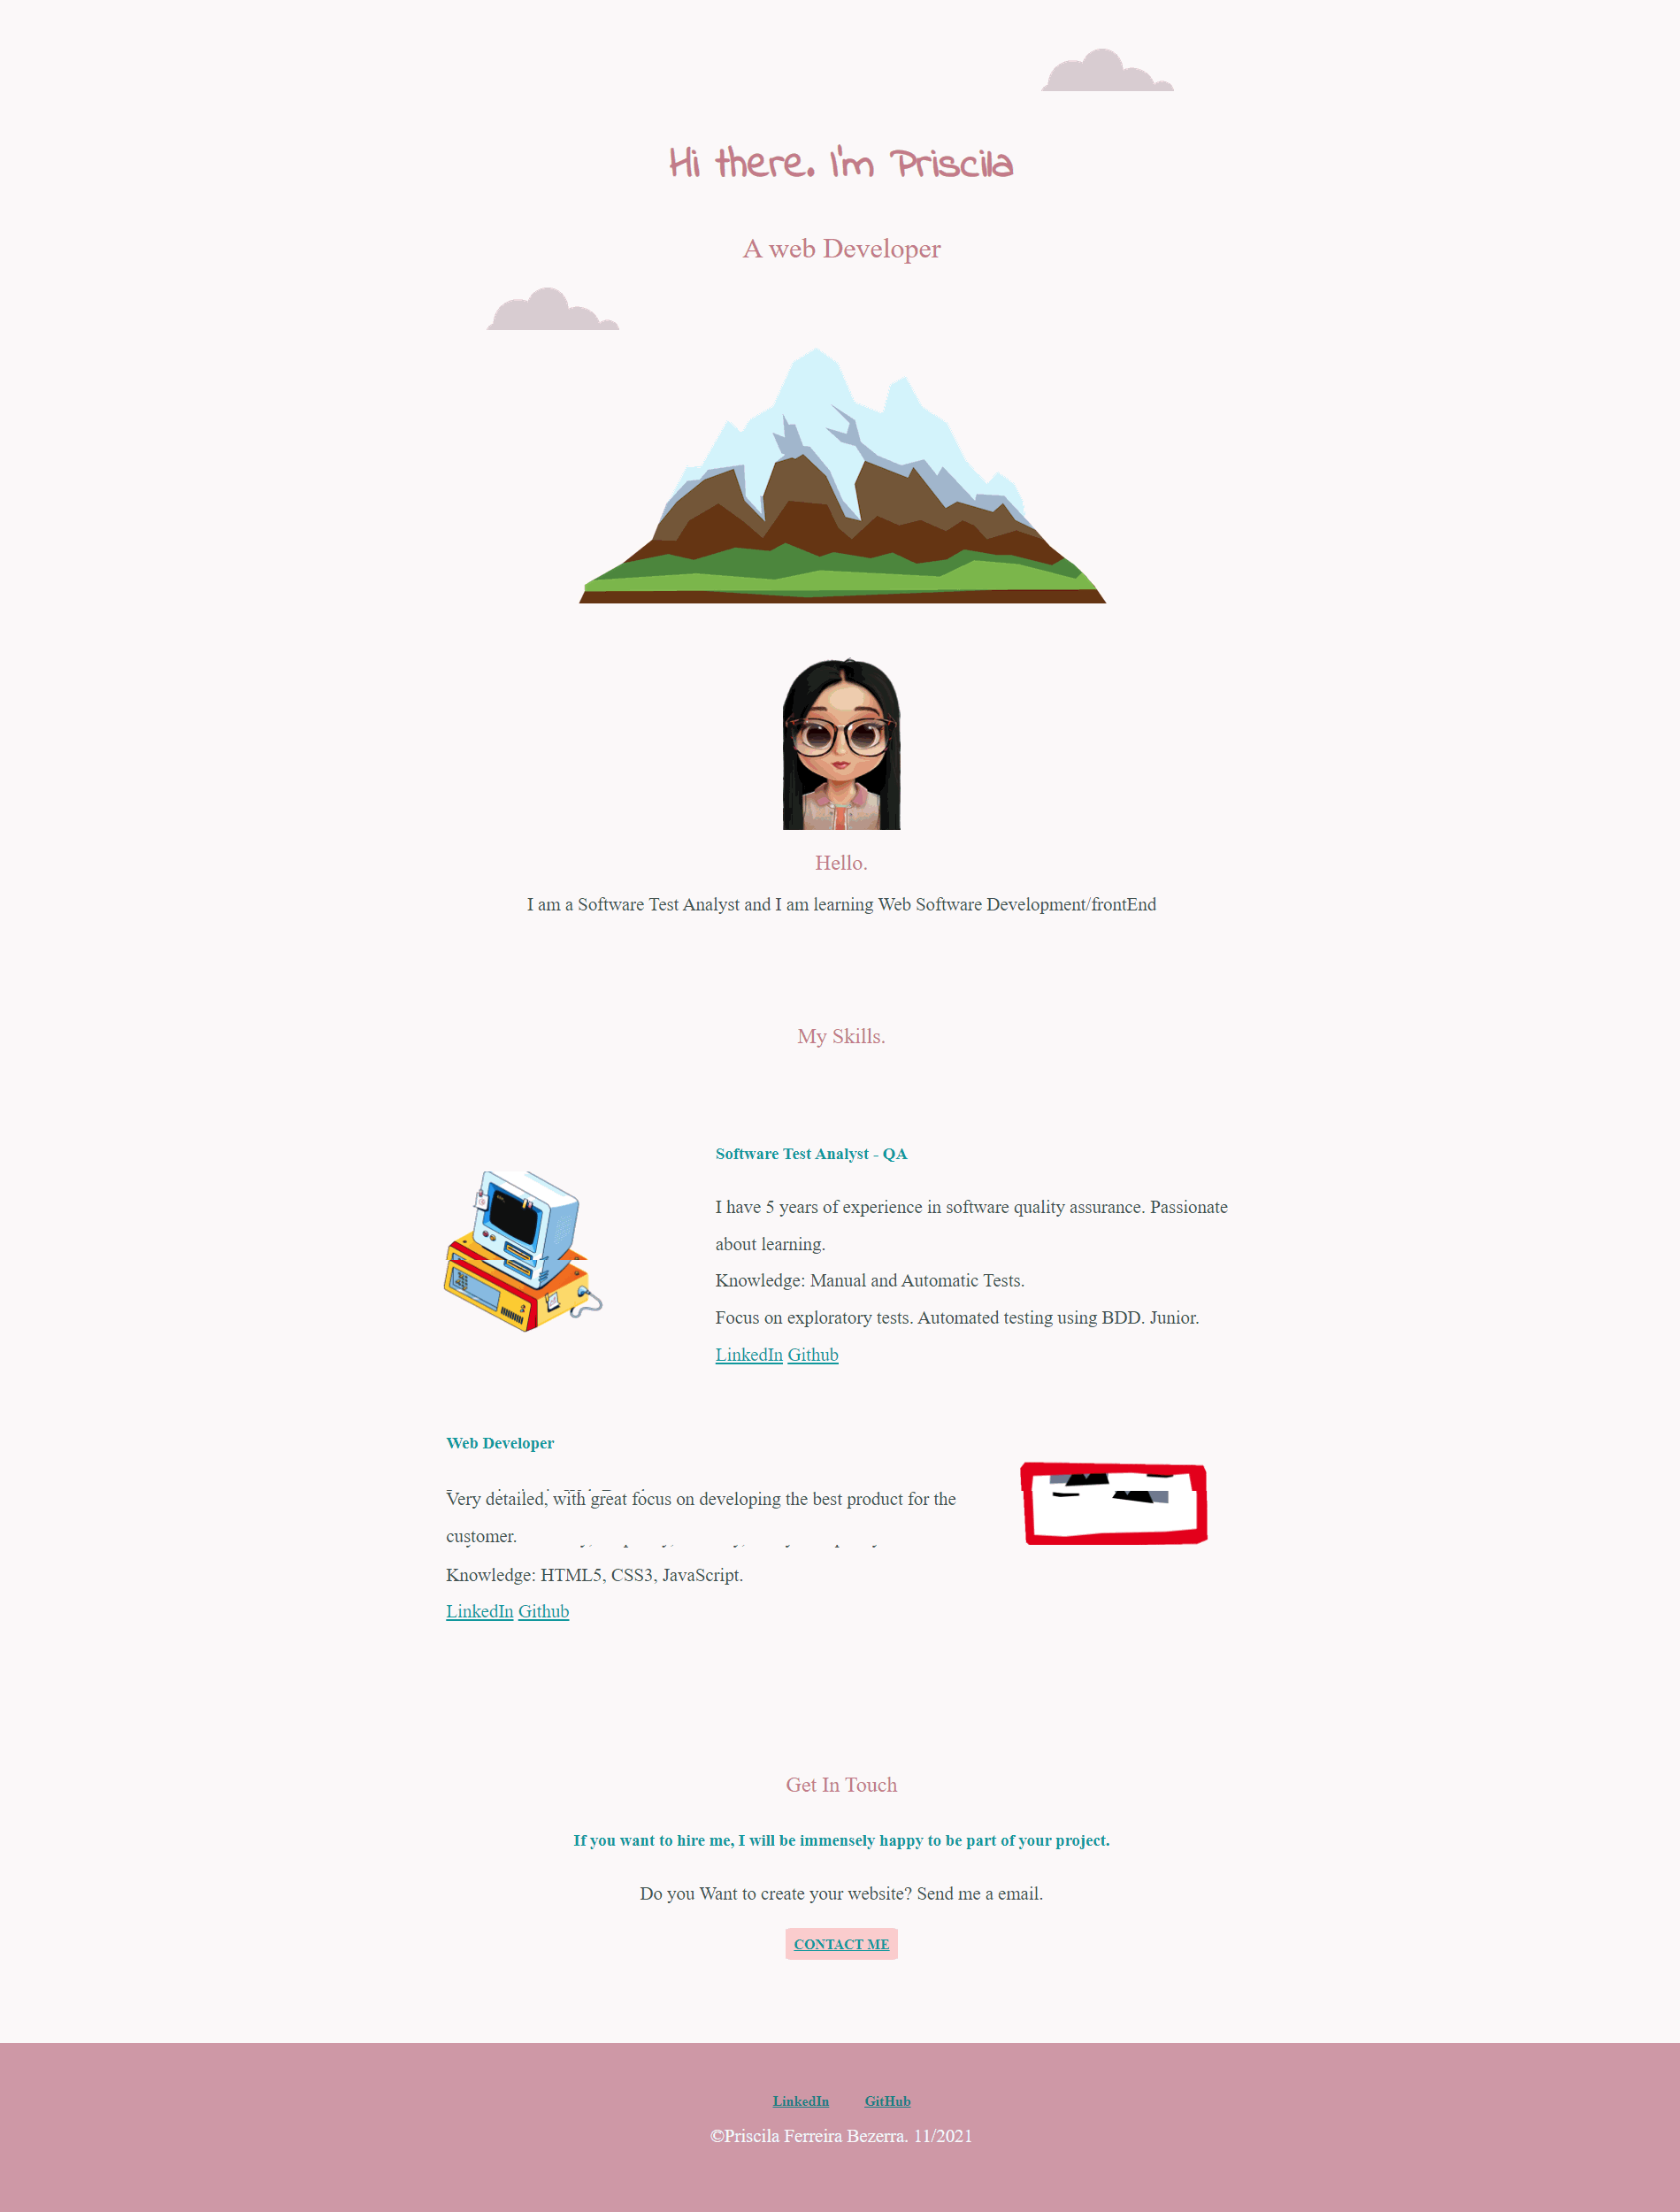 Hi there. I'm Priscila
A web Developer
Hello.
I am a Software Test Analyst and I am learning Web Software Development/frontEnd
My Skills.
Software Test Analyst - QA
I have 5 years of experience in software quality assurance. Passionate
about learning.
Knowledge: Manual and Automatic Tests.
Focus on exploratory tests. Automated testing using BDD. Junior.
LinkedIn Github
Web Developer
Very detailed, with great focus on developing the best product for the
customer.
Knowledge: HTML5, CSS3, JavaScript.
LinkedIn Github
Get In Touch
If you want to hire me, I will be immensely happy to be part of your project.
Do you Want to create your website? Send me a email.
CONTACT ME
LinkedIn GitHub
©Priscila Ferreira Bezerra. 11/2021